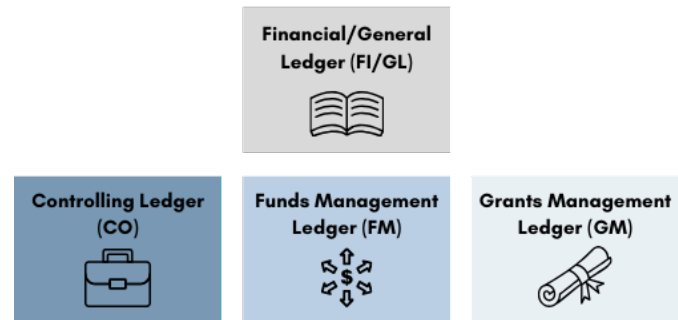 Financial/General
Ledger (FI/GL)
Controlling Ledger
(CO)
Funds Management
Ledger (FM)
$
Grants Management
Ledger (GM)